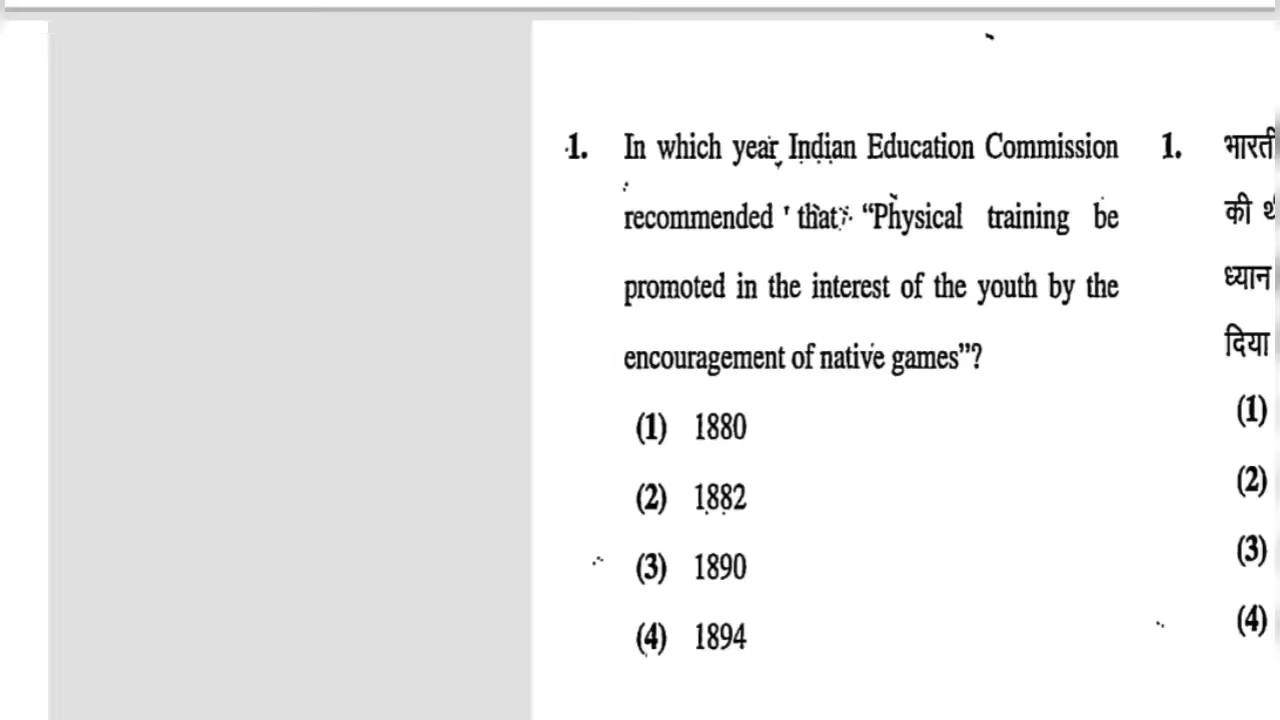 1. In which year Indian Education Commission
recommended that, “Physical training be
promoted in the interest of the youth by the
encouragement of native games”?
(1) 1880
(2) 1882
(3) 1890
(4) 1894
1. भारती
की थी
ध्यान
दिया
(1)
(2)
(3)
(4)